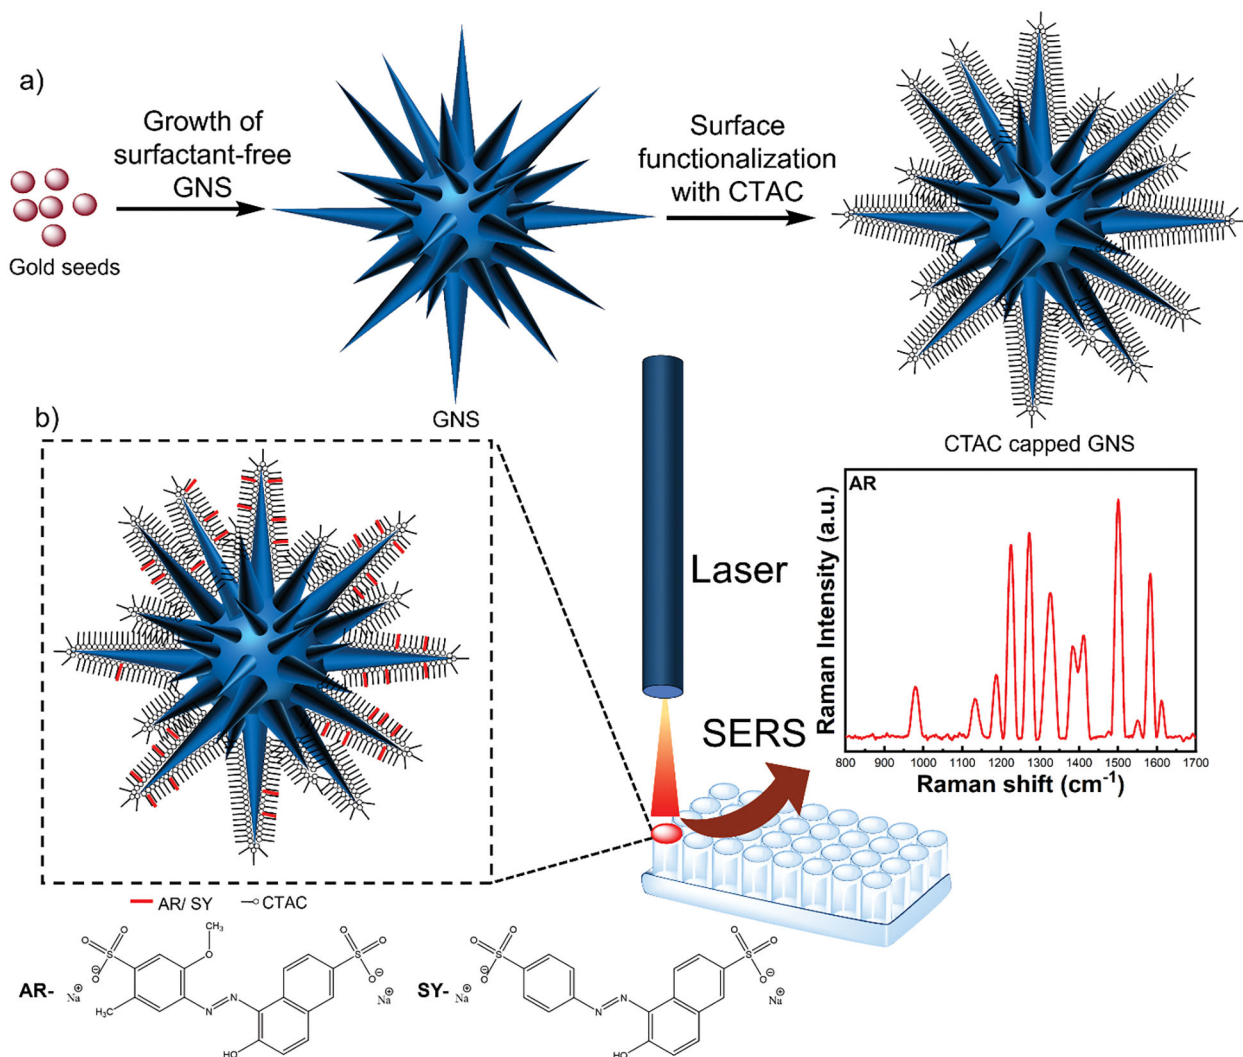 a)
Growth of
surfactant-free
GNS
Gold seeds
Surface
functionalization
with CTAC
GNS
CTAC capped GNS
b)
Laser
SERS
AR
Raman Intensity (a.u.)
800 900 1000 1100 1200 1300 1400 1500 1600 1700
Raman shift (cm⁻¹)
AR/ SY
CTAC
AR-
O
O
S
O
⊖
Na
⊕
H₃C
CH₃
O
N
N
HO
O
O
S
O
⊖
Na
⊕
SY-
O
O
S
O
⊖
Na
⊕
N
N
HO
O
O
S
O
⊖
Na
⊕